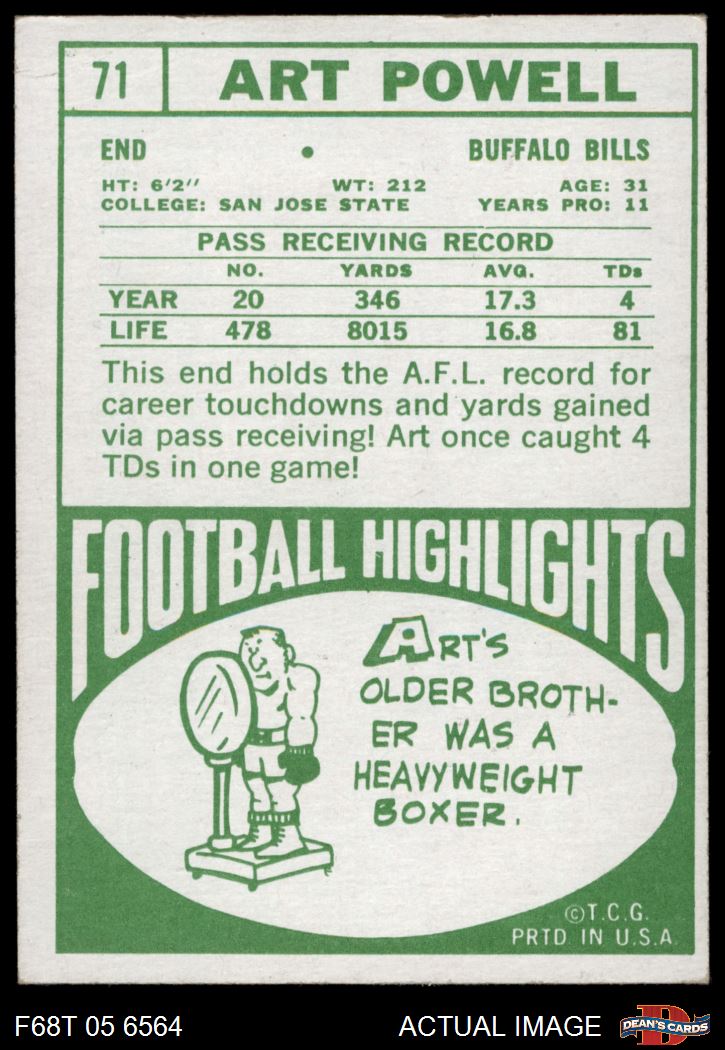 71 ART POWELL
END • BUFFALO BILLS
HT: 6'2" WT: 212 AGE: 31
COLLEGE: SAN JOSE STATE YEARS PRO: 11
PASS RECEIVING RECORD
NO. YARDS AVG. TDs
YEAR 20 346 17.3 4
LIFE 478 8015 16.8 81
This end holds the A.F.L. record for
career touchdowns and yards gained
via pass receiving! Art once caught 4
TDs in one game!
FOOTBALL HIGHLIGHTS
ART'S
OLDER BROTH-
ER WAS A
HEAVYWEIGHT
BOXER.
©T.C.G.
PRTD. IN U.S.A.
F68T 05 6564 ACTUAL IMAGE DEAN'S CARDS